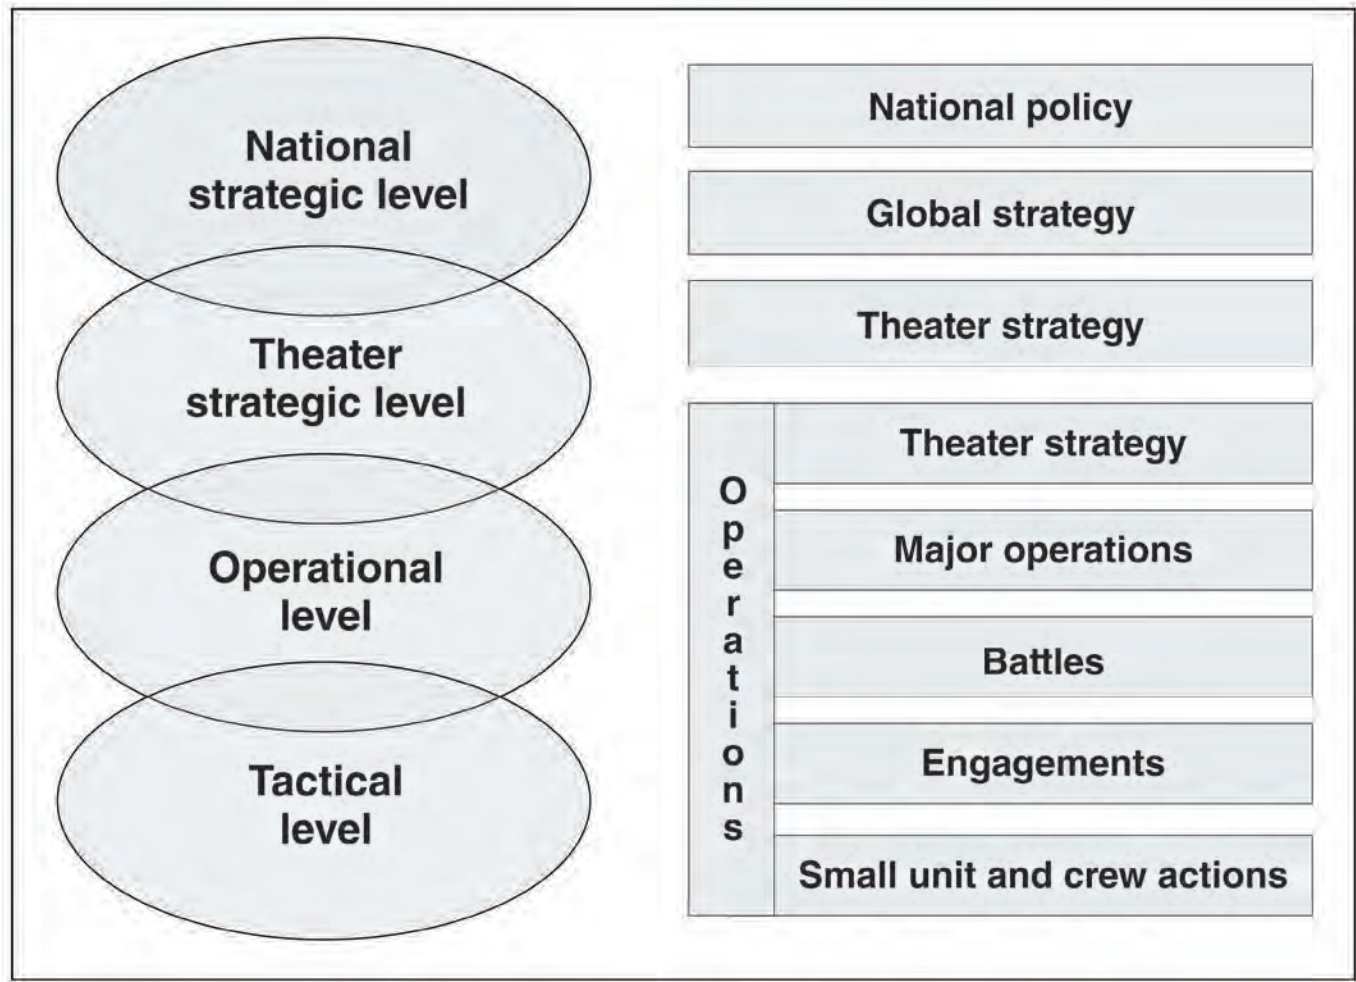 National
strategic level
Theater
strategic level
Operational
level
Tactical
level
National policy
Global strategy
Theater strategy
Operations
Theater strategy
Major operations
Battles
Engagements
Small unit and crew actions